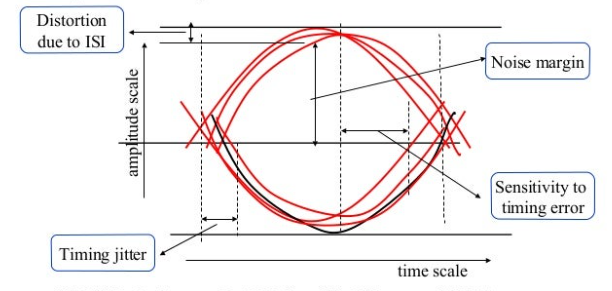 Distortion
due to ISI
Noise margin
amplitude scale
Sensitivity to
timing error
Timing jitter
time scale